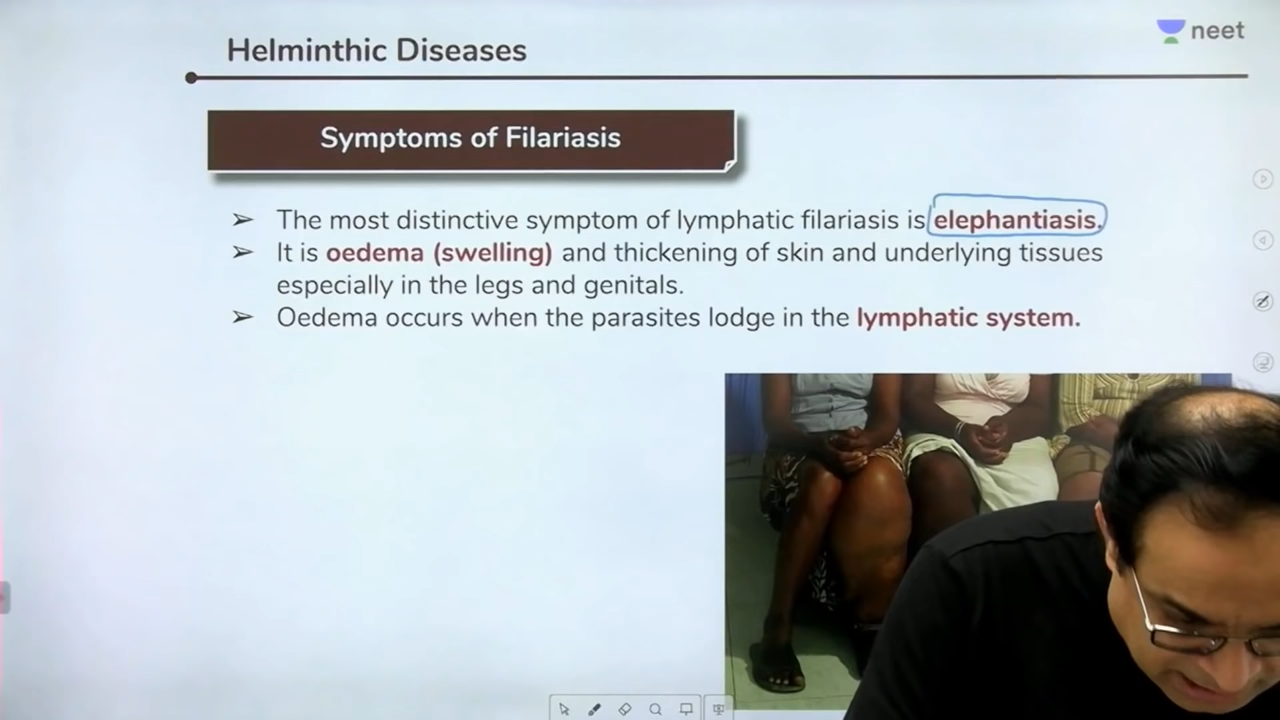 neet
Helminthic Diseases
Symptoms of Filariasis
➢ The most distinctive symptom of lymphatic filariasis is elephantiasis.
➢ It is oedema (swelling) and thickening of skin and underlying tissues
especially in the legs and genitals.
➢ Oedema occurs when the parasites lodge in the lymphatic system.